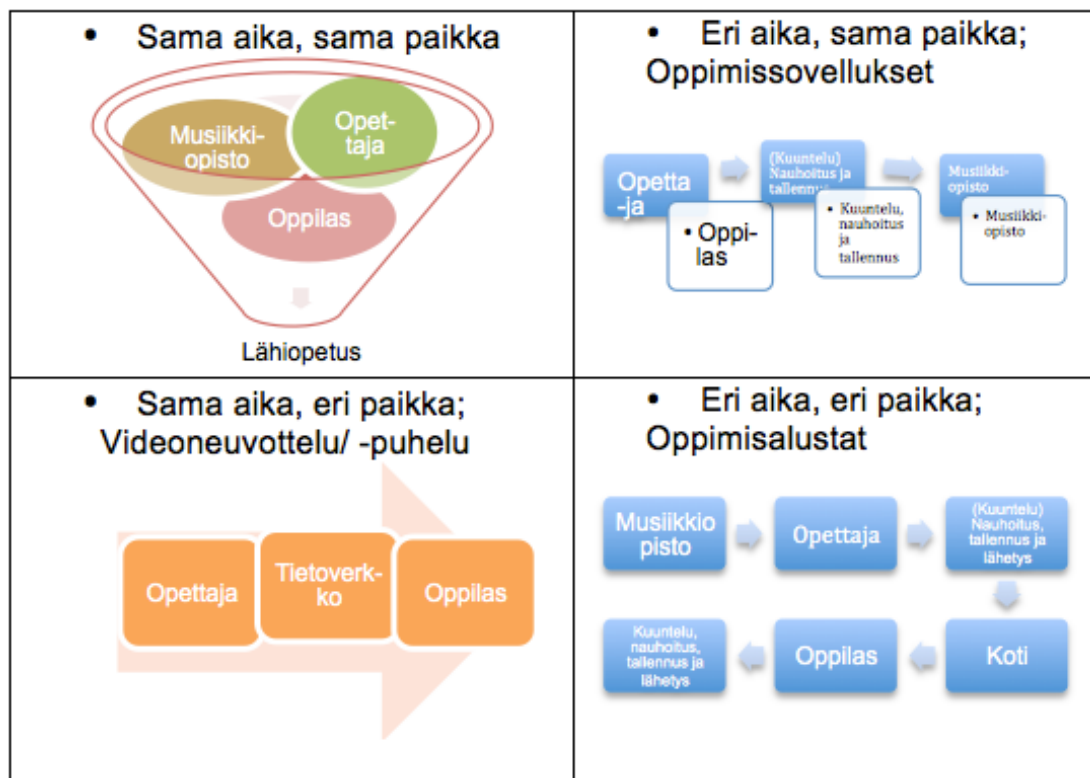 • Sama aika, sama paikka
Musiikki-
opisto
Opet-
taja
Oppilas
Lähiopetus
• Eri aika, sama paikka;
Oppimissovellukset
Opetta
-ja
• Oppi-
las
(Kuuntelu)
Nauhoitus ja
tallennus
• Kuuntelu,
nauhoitus
ja
tallennus
Musiikki-
opisto
• Musiikki-
opisto
• Sama aika, eri paikka;
Videoneuvottelu/ -puhelu
Opettaja
Tietoverk-
ko
Oppilas
• Eri aika, eri paikka;
Oppimisalustat
Musiikkio
pisto
Opettaja
(Kuuntelu)
Nauhoitus,
tallennus ja
lähetys
Kuuntelu,
nauhoitus,
tallennus ja
lähetys
Oppilas
Koti